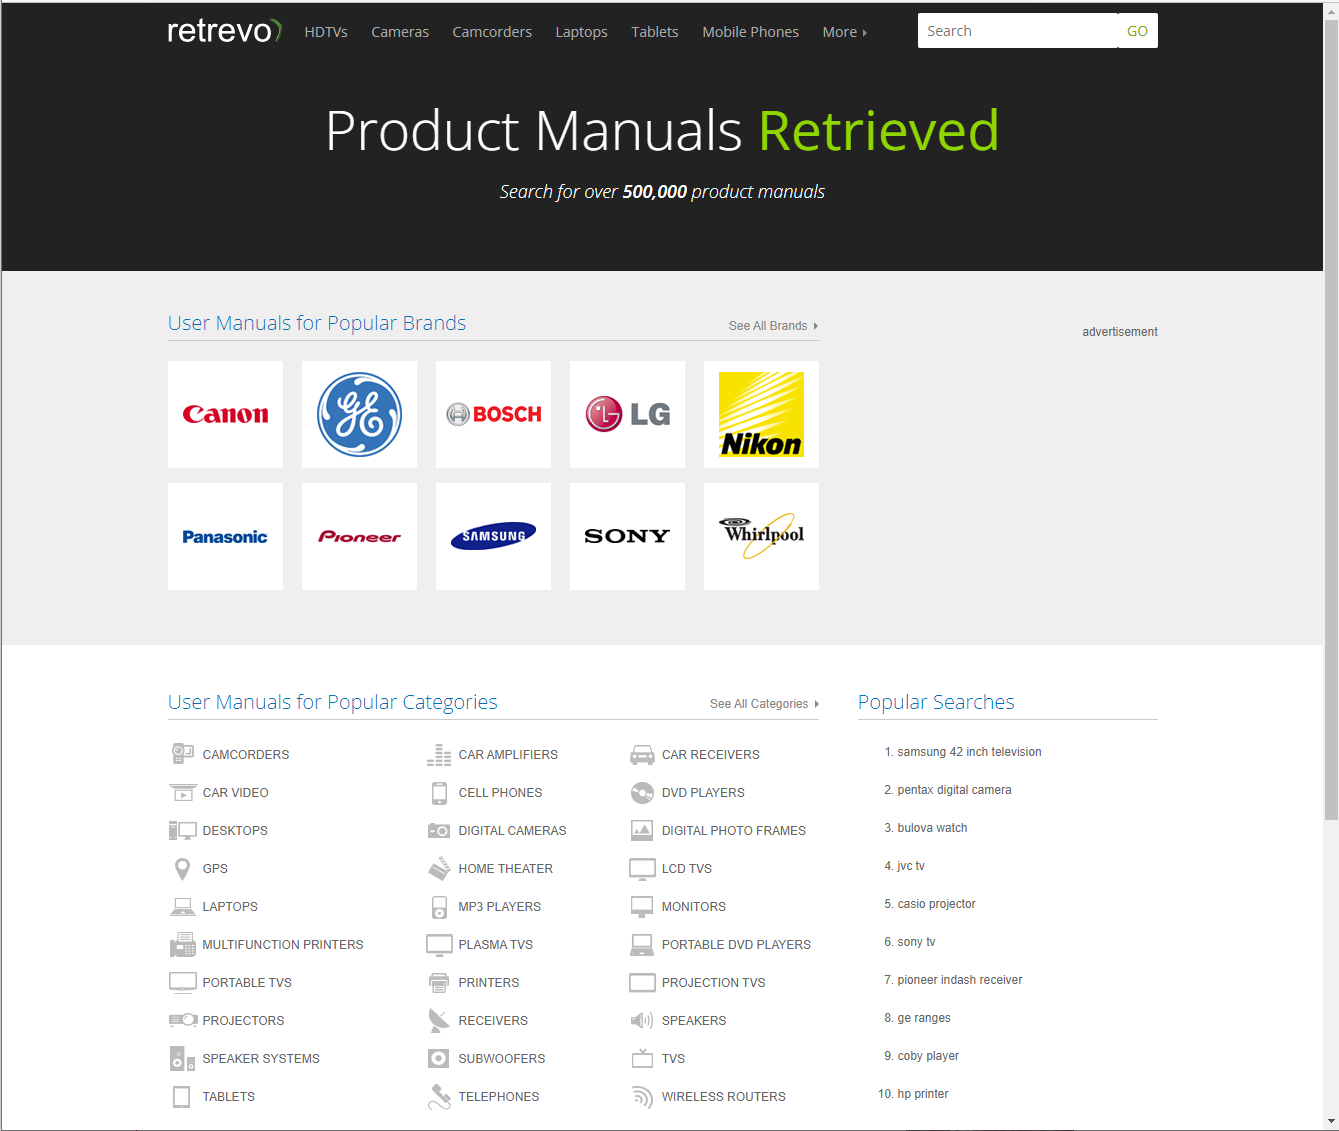 retrevo HDTVs Cameras Camcorders Laptops Tablets Mobile Phones More Search GO
Product Manuals Retrieved
Search for over 500,000 product manuals
User Manuals for Popular Brands See All Brands
advertisement
Canon GE BOSCH LG Nikon
Panasonic Pioneer SAMSUNG SONY Whirlpool
User Manuals for Popular Categories See All Categories
CAMCORDERS CAR AMPLIFIERS CAR RECEIVERS
CAR VIDEO CELL PHONES DVD PLAYERS
DESKTOPS DIGITAL CAMERAS DIGITAL PHOTO FRAMES
GPS HOME THEATER LCD TVS
LAPTOPS MP3 PLAYERS MONITORS
MULTIFUNCTION PRINTERS PLASMA TVS PORTABLE DVD PLAYERS
PORTABLE TVS PRINTERS PROJECTION TVS
PROJECTORS RECEIVERS SPEAKERS
SPEAKER SYSTEMS SUBWOOFERS TVS
TABLETS TELEPHONES WIRELESS ROUTERS
Popular Searches
1. samsung 42 inch television
2. pentax digital camera
3. bulova watch
4. jvc tv
5. casio projector
6. sony tv
7. pioneer indash receiver
8. ge ranges
9. coby player
10. hp printer